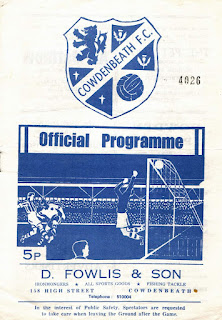 COWDENBEATH F.C.
4026
Official Programme
5p
D. FOWLIS & SON
IRONMONGERS ★ ALL SPORTS GOODS ★ FISHING TACKLE
158 HIGH STREET COWDENBEATH
Telephone : 510004
In the interest of Public Safety, Spectators are requested
to take care when leaving the Ground after the Game.